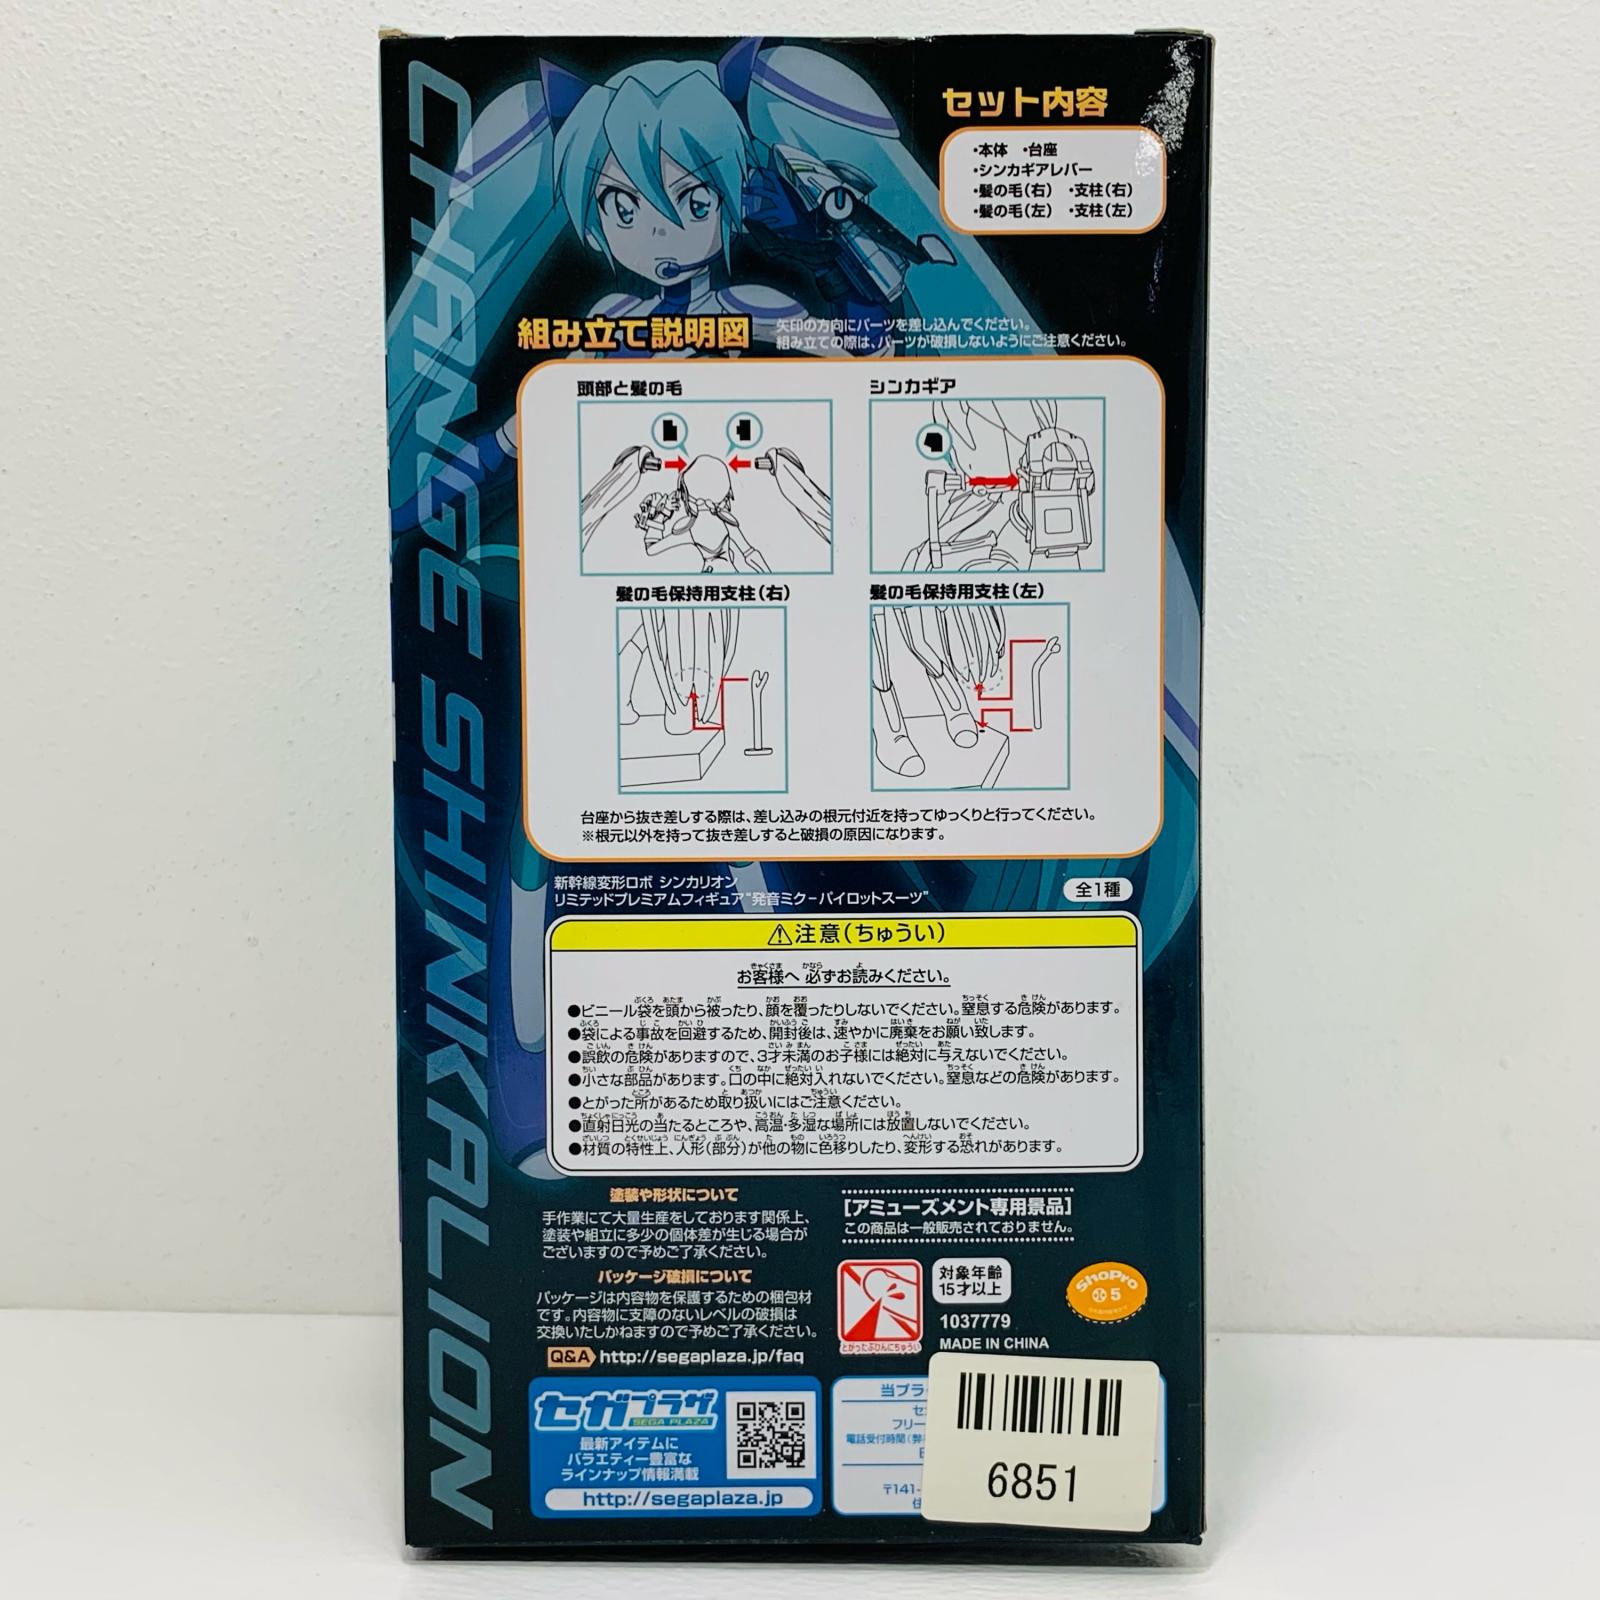 CHANGE SHINKALION
セット内容
・本体 ・台座
・シンカギアレバー
・髪の毛(右) ・支柱(右)
・髪の毛(左) ・支柱(左)
組み立て説明図
矢印の方向にパーツを差し込んでください。
組み立ての際は、パーツが破損しないようにご注意ください。
頭部と髪の毛
シンカギア
髪の毛保持用支柱(右)
髪の毛保持用支柱(左)
台座から抜き差しする際は、差し込みの根元付近を持ってゆっくりと行ってください。
※根元以外を持って抜き差しすると破損の原因になります。
新幹線変形ロボ シンカリオン
リミテッドプレミアムフィギュア"発音ミク-パイロットスーツ"
全1種
⚠注意(ちゅうい)
お客様へ 必ずお読みください。
●ビニール袋を頭から被ったり、顔を覆ったりしないでください。窒息する危険があります。
●袋による事故を回避するため、開封後は、速やかに廃棄をお願い致します。
●誤飲の危険がありますので、3才未満のお子様には絶対に与えないでください。
●小さな部品があります。口の中に絶対入れないでください。窒息などの危険があります。
●とがった所があるため取り扱いにはご注意ください。
●直射日光の当たるところや、高温・多湿な場所には放置しないでください。
●材質の特性上、人形(部分)が他の物に色移りしたり、変形する恐れがあります。
塗装や形状について
手作業にて大量生産をしております関係上、
塗装や組立に多少の個体差が生じる場合が
ございますので予めご了承ください。
パッケージ破損について
パッケージは内容物を保護するための梱包材
です。内容物に支障のないレベルの破損は
交換いたしかねますので予めご了承ください。
Q&A http://segaplaza.jp/faq
[アミューズメント専用景品]
この商品は一般販売されておりません。
とがったぶひんにちゅうい
対象年齢
15才以上
1037779
MADE IN CHINA
ShoPro
5
セガプラザ
SEGA PLAZA
最新アイテムに
バラエティー豊富な
ラインナップ情報満載
http://segaplaza.jp
当プラ
フリー
電話受付時間
〒141-
6851